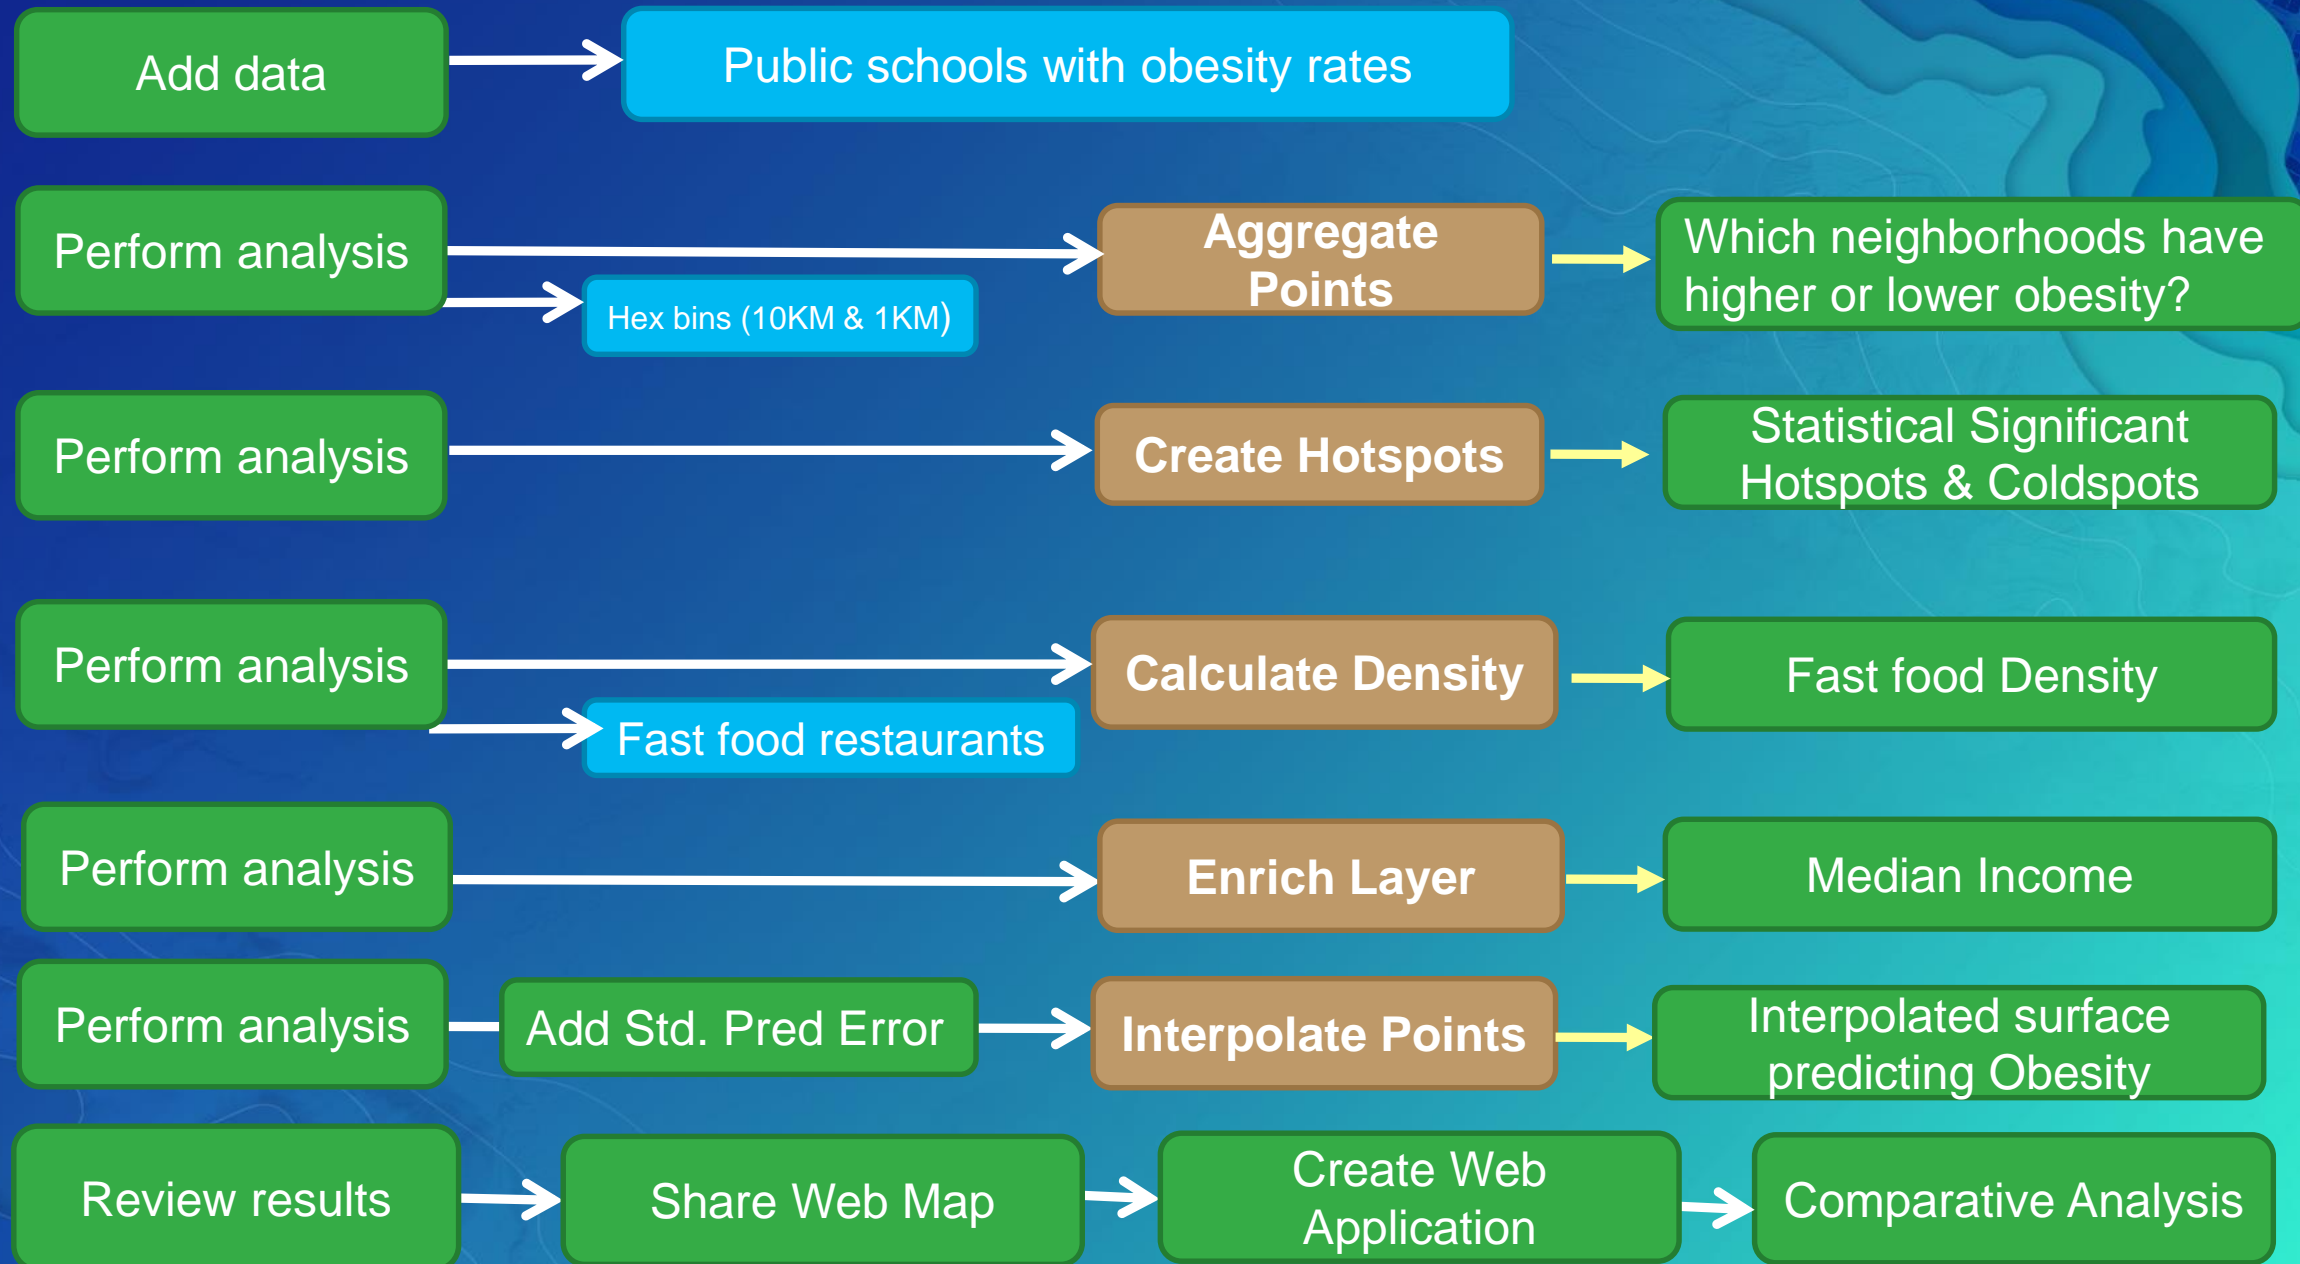 Add data
Public schools with obesity rates
Perform analysis
Hex bins (10KM & 1KM)
Aggregate
Points
Which neighborhoods have
higher or lower obesity?
Perform analysis
Create Hotspots
Statistical Significant
Hotspots & Coldspots
Perform analysis
Fast food restaurants
Calculate Density
Fast food Density
Perform analysis
Enrich Layer
Median Income
Perform analysis
Add Std. Pred Error
Interpolate Points
Interpolated surface
predicting Obesity
Review results
Share Web Map
Create Web
Application
Comparative Analysis